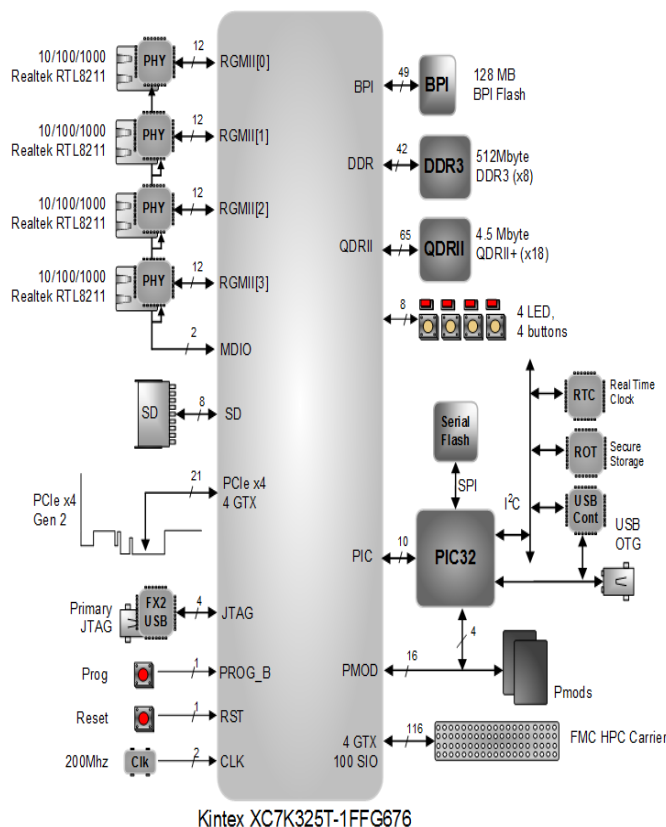 10/100/1000
Realtek RTL8211
PHY
12
RGMII[0]
10/100/1000
Realtek RTL8211
PHY
12
RGMII[1]
10/100/1000
Realtek RTL8211
PHY
12
RGMII[2]
10/100/1000
Realtek RTL8211
PHY
12
RGMII[3]
2
MDIO
SD
8
SD
PCIe x4
Gen 2
21
PCIe x4
4 GTX
Primary
JTAG
FX2
USB
4
JTAG
Prog
1
PROG_B
Reset
1
RST
200Mhz
Clk
2
CLK
BPI
49
BPI
128 MB
BPI Flash
DDR
42
DDR3
512Mbyte
DDR3 (x8)
QDRII
65
QDRII
4.5 Mbyte
QDRII+ (x18)
8
4 LED,
4 buttons
RTC
Real Time
Clock
Serial
Flash
ROT
Secure
Storage
SPI
I²C
USB
Cont
USB
OTG
PIC
10
PIC32
4
PMOD
16
Pmods
4 GTX
100 SIO
116
FMC HPC Carrier
Kintex XC7K325T-1FFG676